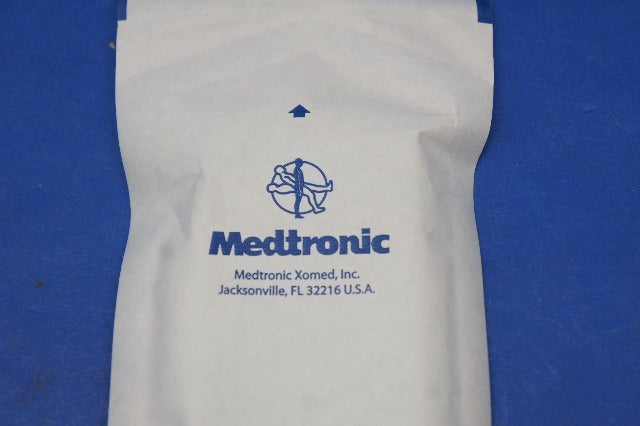 Medtronic
Medtronic Xomed, Inc.
Jacksonville, FL 32216 U.S.A.